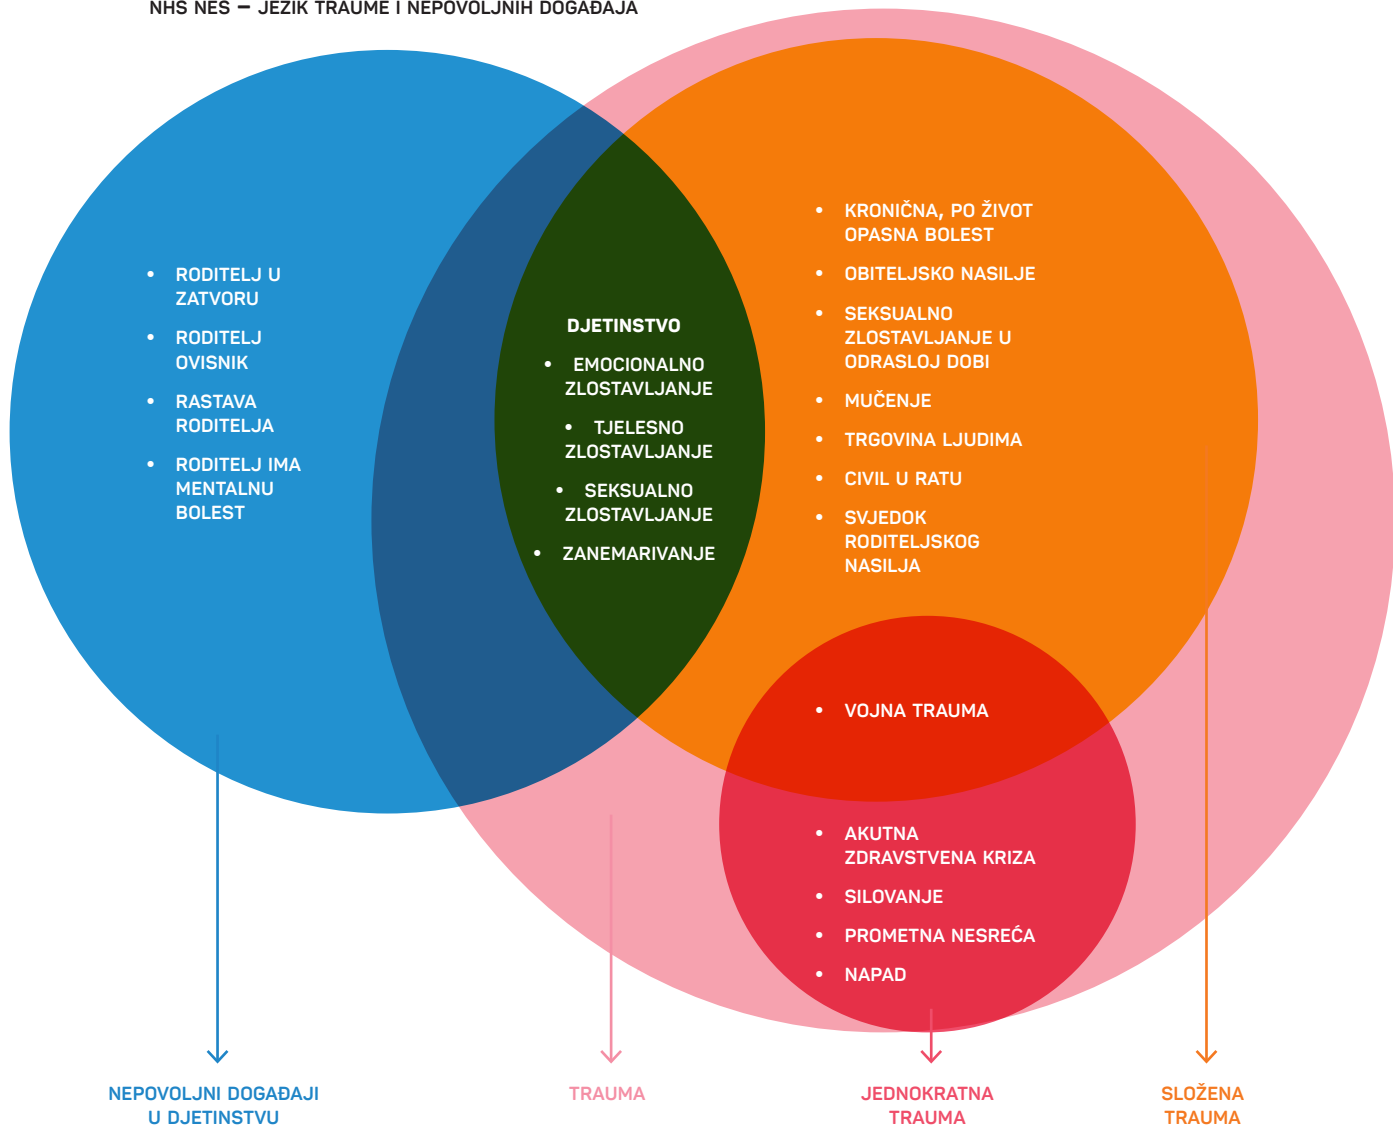 NHS NES – JEZIK TRAUME I NEPOVOLJNIH DOGAĐAJA
• RODITELJ U
ZATVORU
• RODITELJ
OVISNIK
• RASTAVA
RODITELJA
• RODITELJ IMA
MENTALNU
BOLEST
DJETINSTVO
• EMOCIONALNO
ZLOSTAVLJANJE
• TJELESNO
ZLOSTAVLJANJE
• SEKSUALNO
ZLOSTAVLJANJE
• ZANEMARIVANJE
• KRONIČNA, PO ŽIVOT
OPASNA BOLEST
• OBITELJSKO NASILJE
• SEKSUALNO
ZLOSTAVLJANJE U
ODRASLOJ DOBI
• MUČENJE
• TRGOVINA LJUDIMA
• CIVIL U RATU
• SVJEDOK
RODITELJSKOG
NASILJA
• VOJNA TRAUMA
• AKUTNA
ZDRAVSTVENA KRIZA
• SILOVANJE
• PROMETNA NESREĆA
• NAPAD
NEPOVOLJNI DOGAĐAJI
U DJETINSTVU
TRAUMA
JEDNOKRATNA
TRAUMA
SLOŽENA
TRAUMA